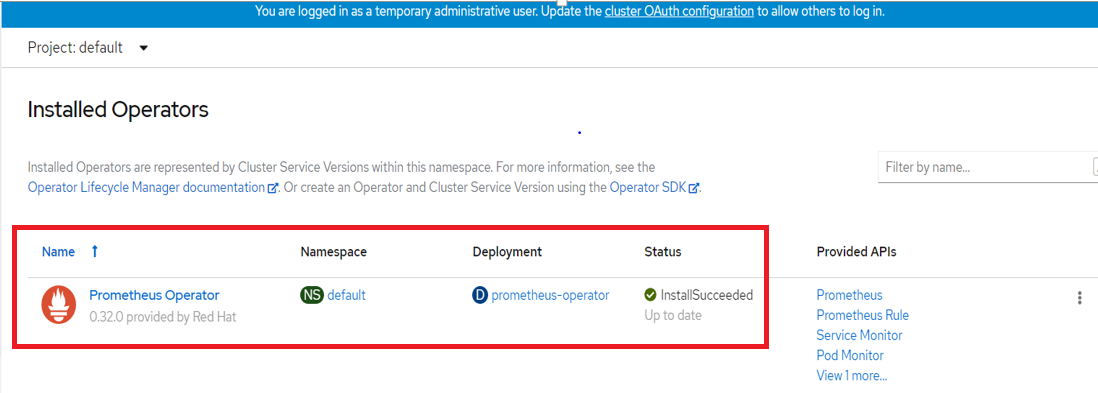 You are logged in as a temporary administrative user. Update the cluster OAuth configuration to allow others to log in.
Project: default
Installed Operators
Installed Operators are represented by Cluster Service Versions within this namespace. For more information, see the
Operator Lifecycle Manager documentation. Or create an Operator and Cluster Service Version using the Operator SDK.
Filter by name...
Name Namespace Deployment Status Provided APIs
Prometheus Operator NS default D prometheus-operator InstallSucceeded Prometheus
0.32.0 provided by Red Hat Up to date Prometheus Rule
Service Monitor
Pod Monitor
View 1 more...